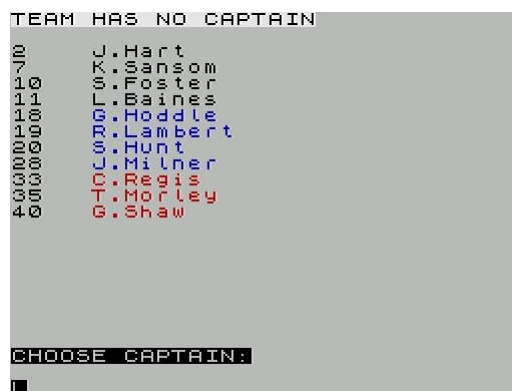 TEAM HAS NO CAPTAIN
2 J.Hart
7 K.Sansom
10 S.Foster
11 L.Baines
18 G.Hoddle
19 R.Lambert
20 S.Hunt
28 J.Milner
33 C.Regis
35 T.Morley
40 G.Shaw
CHOOSE CAPTAIN:
L